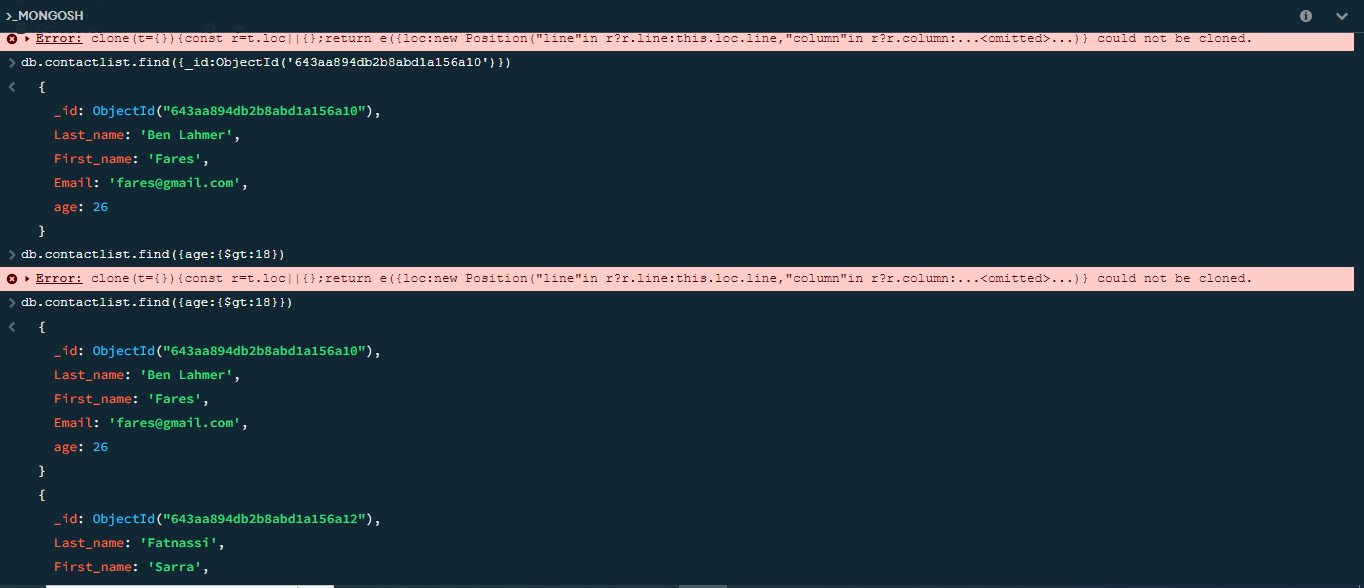 >_MONGOSH
Error: clone(t={}){const r=t.loc||{};return e({loc:new Position("line"in r?r.line:this.loc.line,"column"in r?r.column:...<omitted>...)} could not be cloned.
> db.contactlist.find({_id:ObjectId('643aa894db2b8abd1a156a10')})
< {
_id: ObjectId("643aa894db2b8abd1a156a10"),
Last_name: 'Ben Lahmer',
First_name: 'Fares',
Email: 'fares@gmail.com',
age: 26
}
> db.contactlist.find({age:{$gt:18})
Error: clone(t={}){const r=t.loc||{};return e({loc:new Position("line"in r?r.line:this.loc.line,"column"in r?r.column:...<omitted>...)} could not be cloned.
> db.contactlist.find({age:{$gt:18}})
< {
_id: ObjectId("643aa894db2b8abd1a156a10"),
Last_name: 'Ben Lahmer',
First_name: 'Fares',
Email: 'fares@gmail.com',
age: 26
}
{
_id: ObjectId("643aa894db2b8abd1a156a12"),
Last_name: 'Fatnassi',
First_name: 'Sarra',